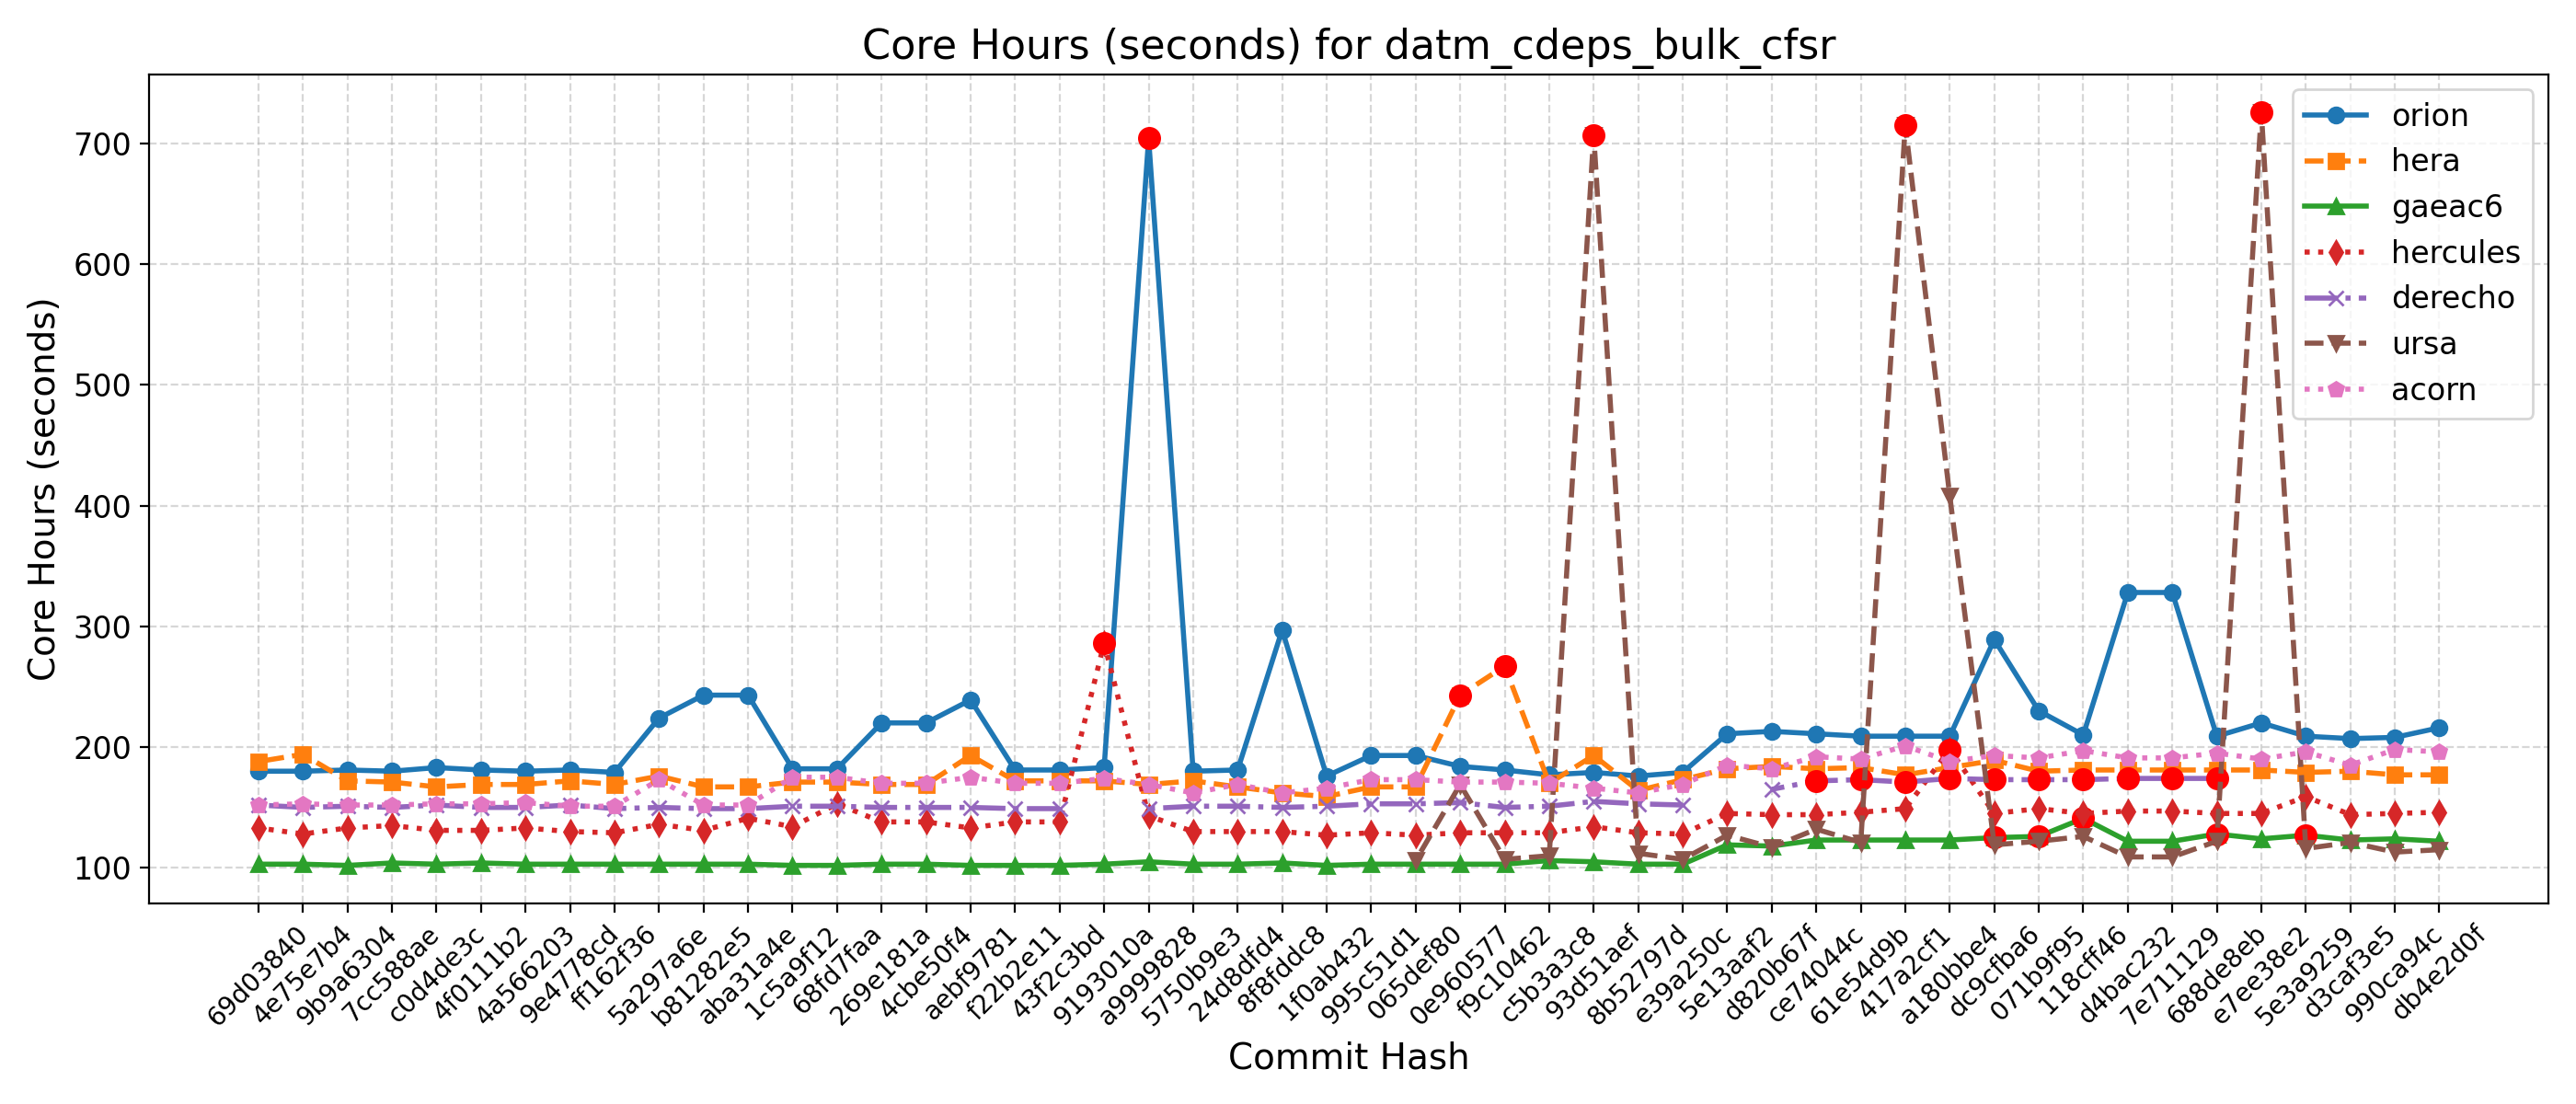 Core Hours (seconds) for datm_cdeps_bulk_cfsr
Core Hours (seconds)
700
600
500
400
300
200
100
orion
hera
gaeac6
hercules
derecho
ursa
acorn
69d03840
4e75e7b4
9b9a6304
7cc588ae
c0d4de3c
4f0111b2
4a566203
9e4778cd
ff162f36
5a297a6e
b81282e5
aba31a4e
1c5a9f12
68fd7faa
269e181a
4cbe50f4
aebf9781
f22b2e11
43f2c3bd
9193010a
a9999828
5750b9e3
24d8dfd4
8f8fddc8
1f0ab432
995c51d1
065def80
0e960577
f9c10462
c5b3a3c8
93d51aef
8b52797d
e39a250c
5e13aaf2
d820b67f
ce74044c
61e54d9b
417a2cf1
a180bbe4
dc9cfba6
071b9f95
118cff46
d4bac232
7e711129
688de8eb
e7ee38e2
5e3a9259
d3caf3e5
990ca94c
db4e2d0f
Commit Hash